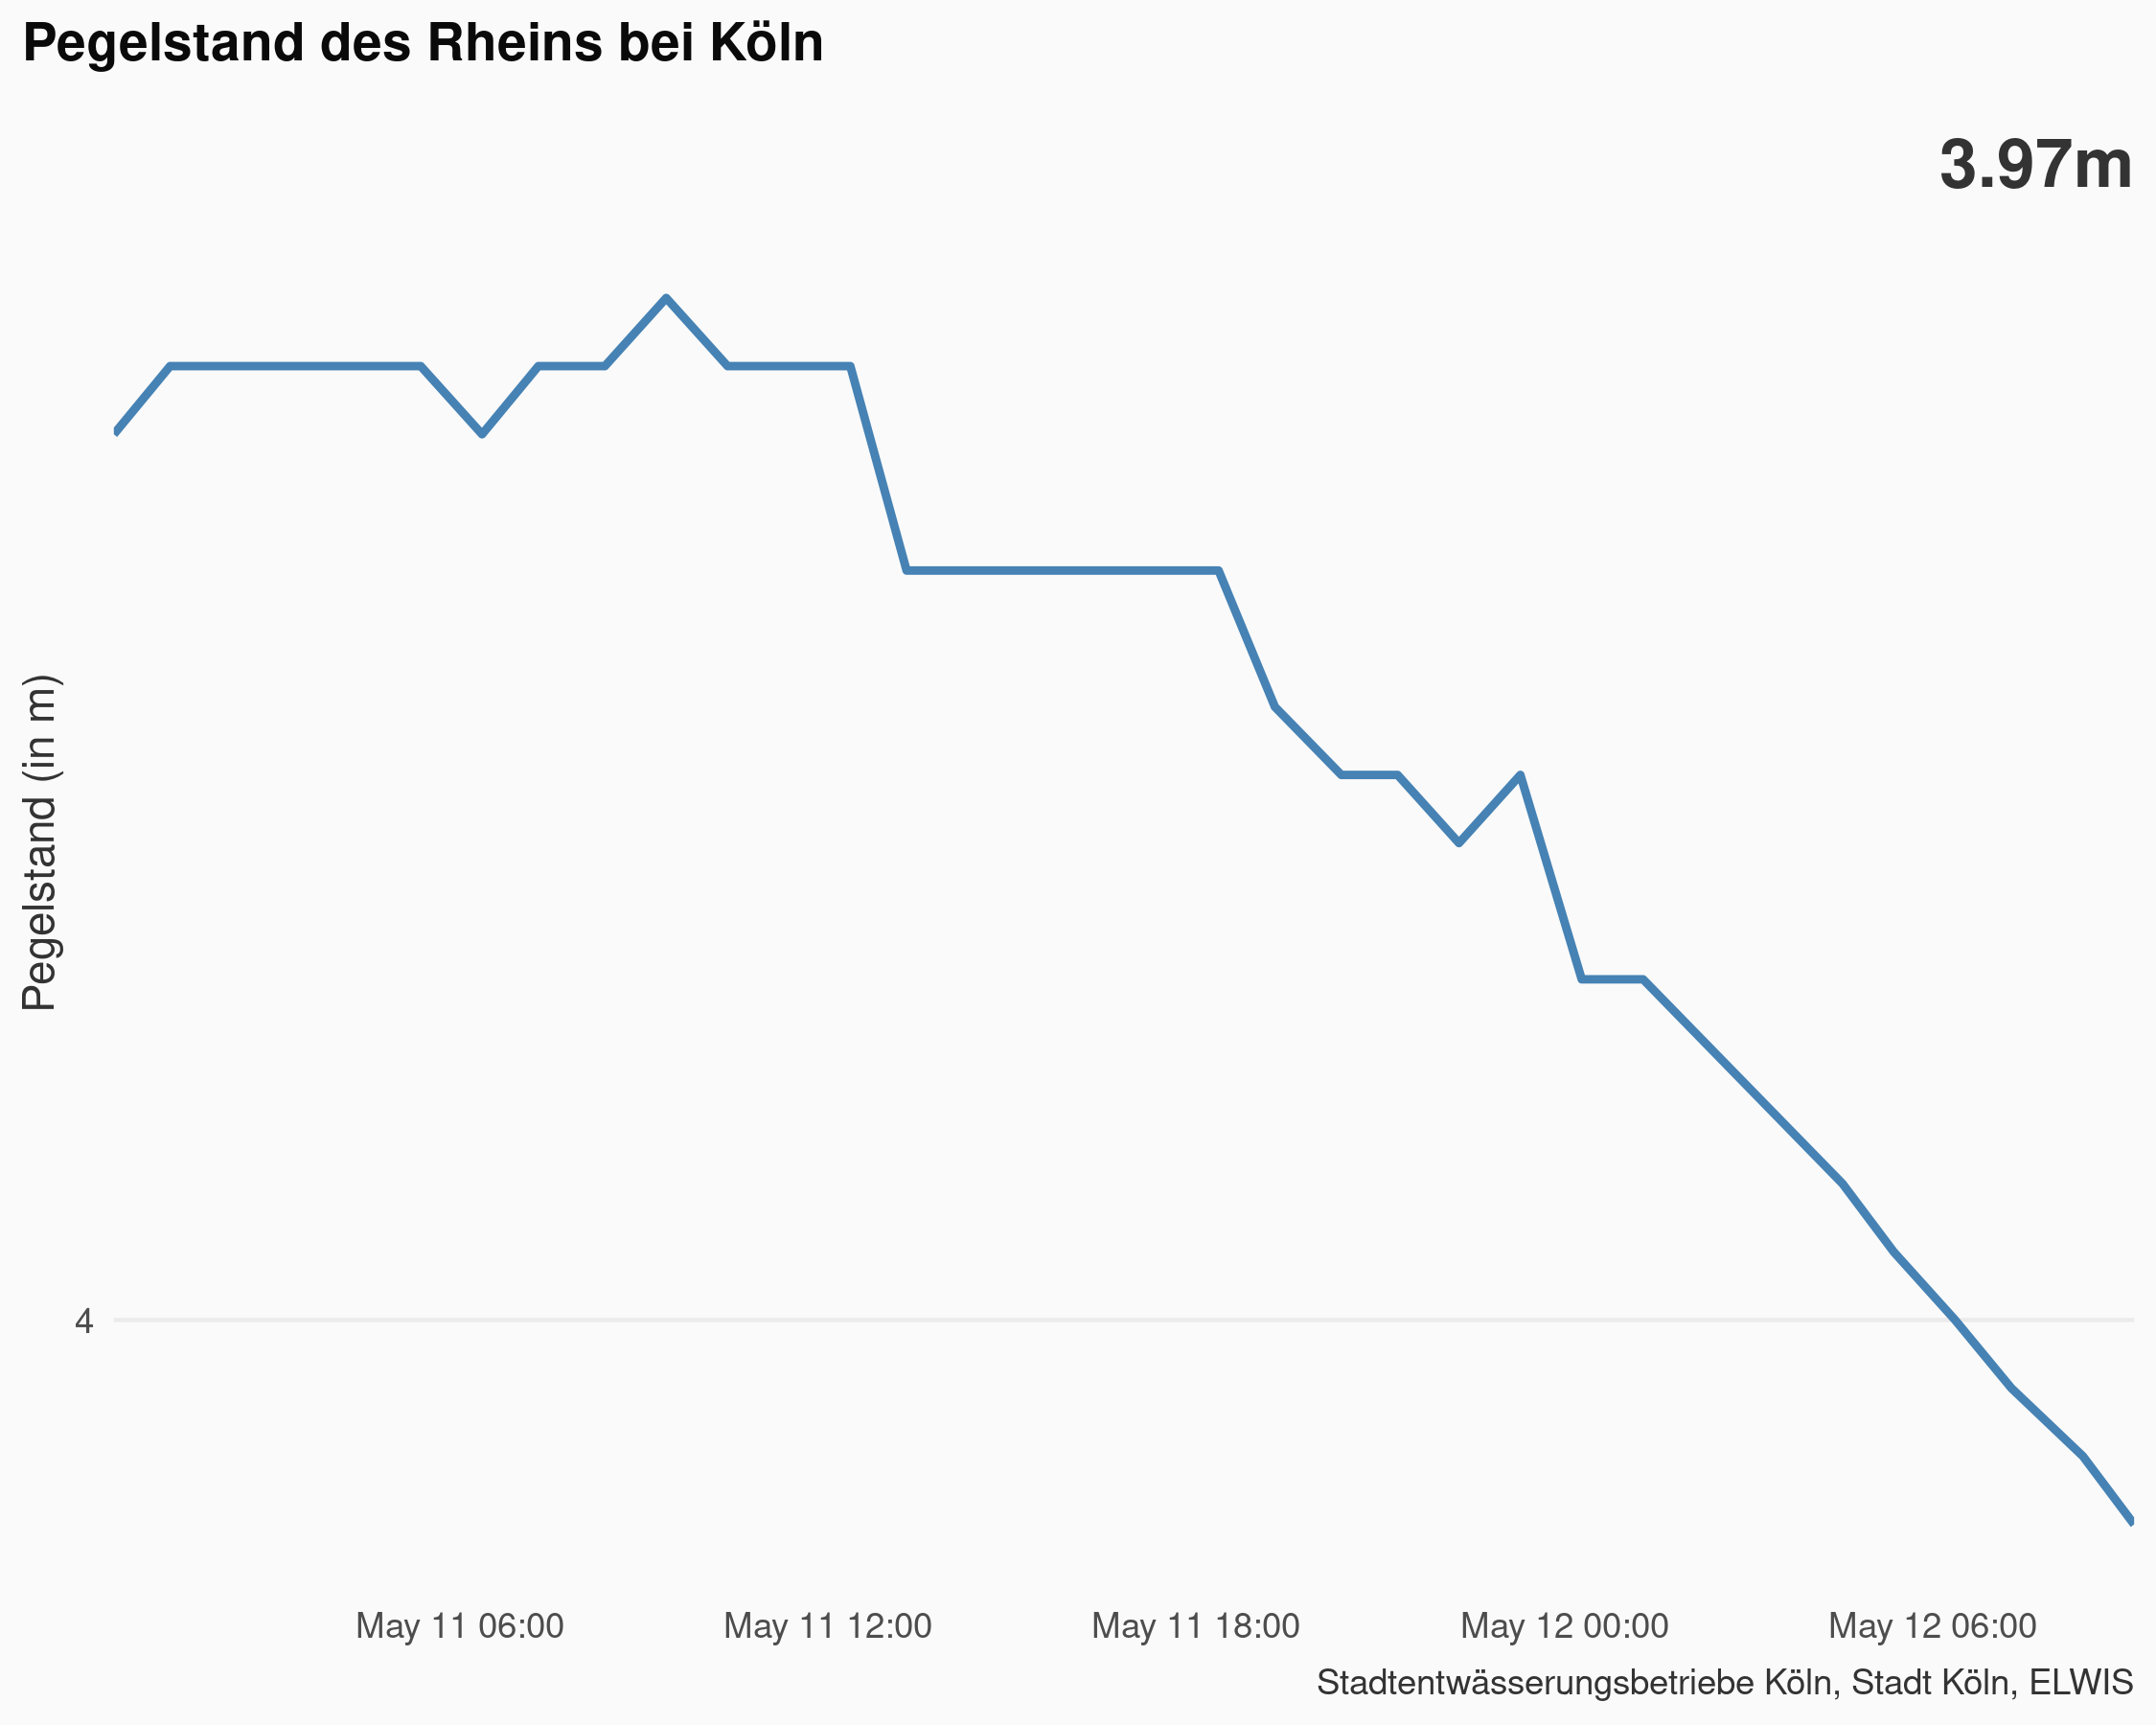 Pegelstand des Rheins bei Köln
3.97m
Pegelstand (in m)
4
May 11 06:00
May 11 12:00
May 11 18:00
May 12 00:00
May 12 06:00
Stadtentwässerungsbetriebe Köln, Stadt Köln, ELWIS